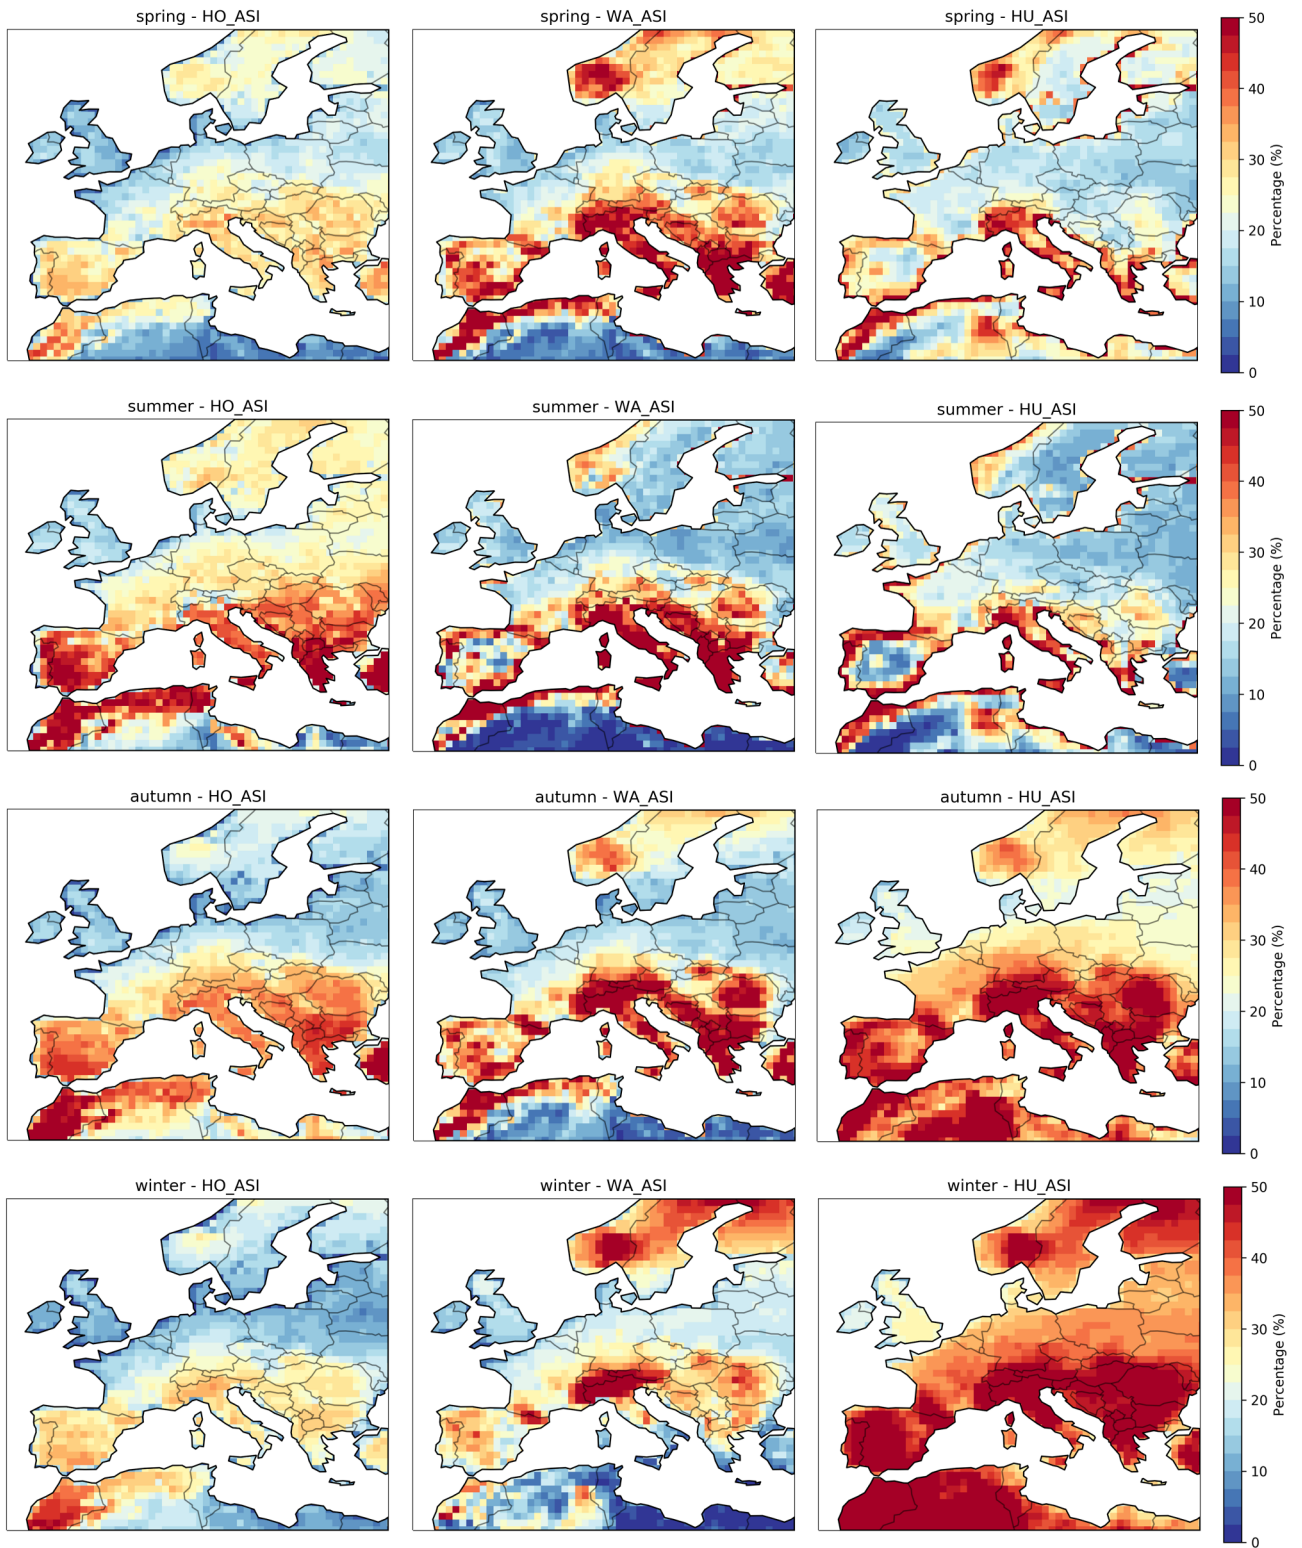 spring - HO_ASI
spring - WA_ASI
spring - HU_ASI
50
40
30
20
10
0
Percentage (%)
summer - HO_ASI
summer - WA_ASI
summer - HU_ASI
50
40
30
20
10
0
Percentage (%)
autumn - HO_ASI
autumn - WA_ASI
autumn - HU_ASI
50
40
30
20
10
0
Percentage (%)
winter - HO_ASI
winter - WA_ASI
winter - HU_ASI
50
40
30
20
10
0
Percentage (%)